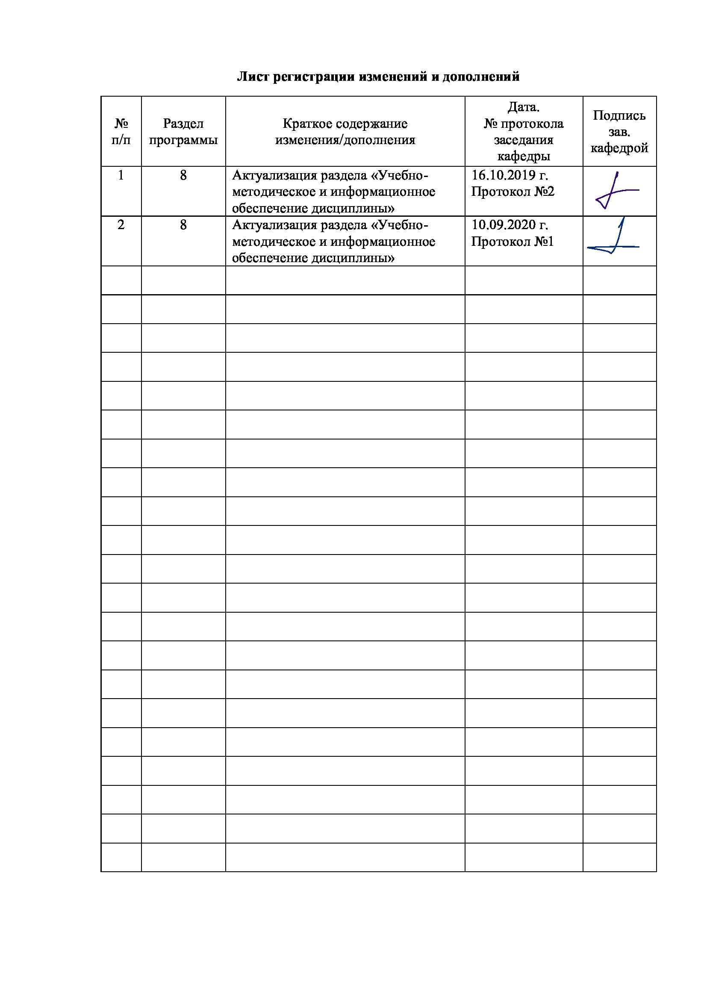 Лист регистрации изменений и дополнений
№
п/п
Раздел
программы
Краткое содержание
изменения/дополнения
Дата.
№ протокола
заседания
кафедры
Подпись
зав.
кафедрой
1
8
Актуализация раздела «Учебно-
методическое и информационное
обеспечение дисциплины»
16.10.2019 г.
Протокол №2
2
8
Актуализация раздела «Учебно-
методическое и информационное
обеспечение дисциплины»
10.09.2020 г.
Протокол №1